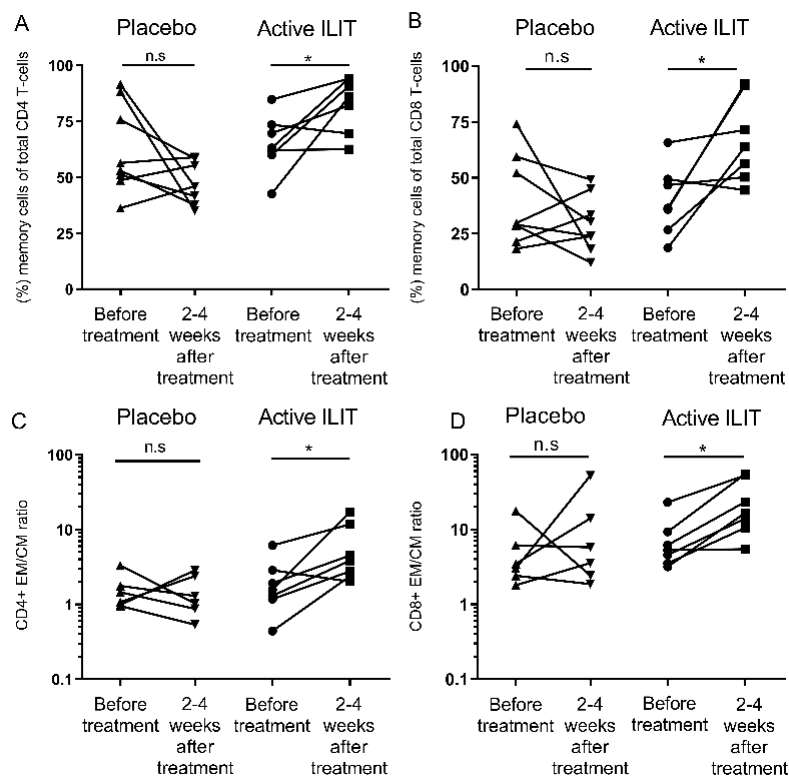 A
Placebo
Active ILIT
n.s
*
(%) memory cells of total CD4 T-cells
100
75
50
25
0
Before treatment
2-4 weeks after treatment
Before treatment
2-4 weeks after treatment
B
Placebo
Active ILIT
n.s
*
(%) memory cells of total CD8 T-cells
100
75
50
25
0
Before treatment
2-4 weeks after treatment
Before treatment
2-4 weeks after treatment
C
Placebo
Active ILIT
n.s
*
CD4+ EM/CM ratio
100
10
1
0.1
Before treatment
2-4 weeks after treatment
Before treatment
2-4 weeks after treatment
D
Placebo
Active ILIT
n.s
*
CD8+ EM/CM ratio
100
10
1
0.1
Before treatment
2-4 weeks after treatment
Before treatment
2-4 weeks after treatment